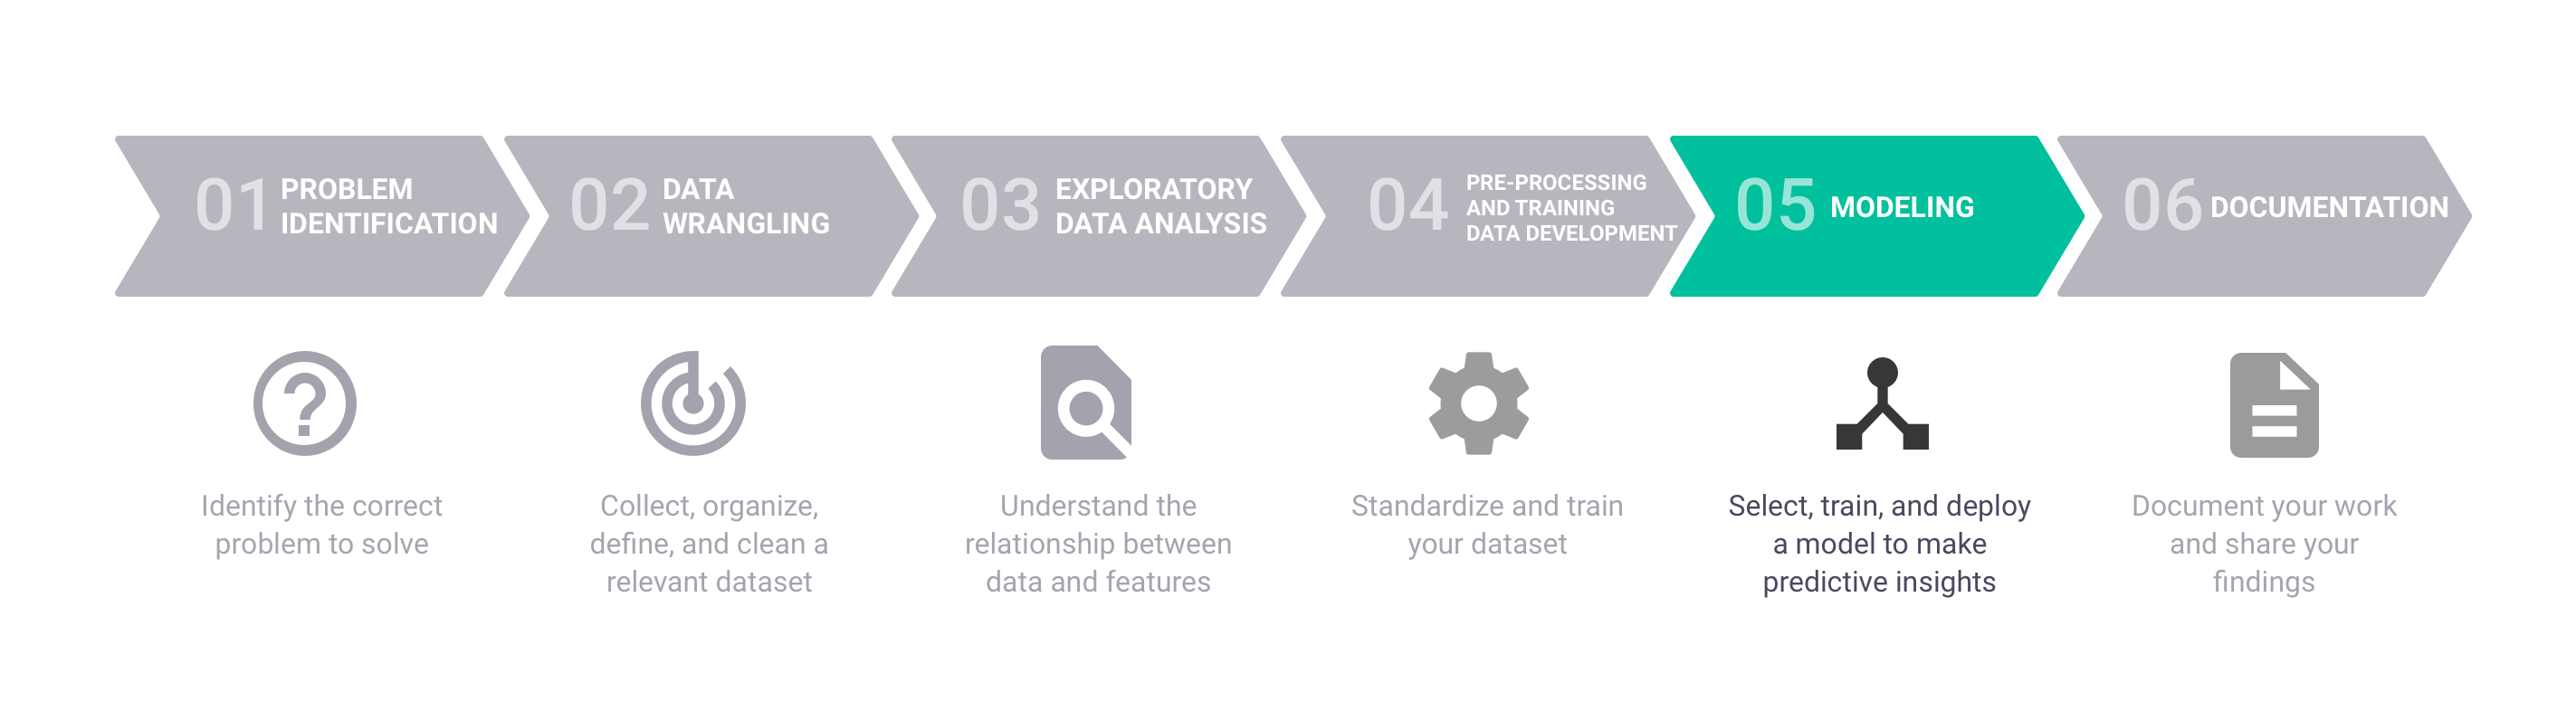 01 PROBLEM
IDENTIFICATION
02 DATA
WRANGLING
03 EXPLORATORY
DATA ANALYSIS
04 PRE-PROCESSING
AND TRAINING
DATA DEVELOPMENT
05 MODELING
06 DOCUMENTATION
Identify the correct
problem to solve
Collect, organize,
define, and clean a
relevant dataset
Understand the
relationship between
data and features
Standardize and train
your dataset
Select, train, and deploy
a model to make
predictive insights
Document your work
and share your
findings